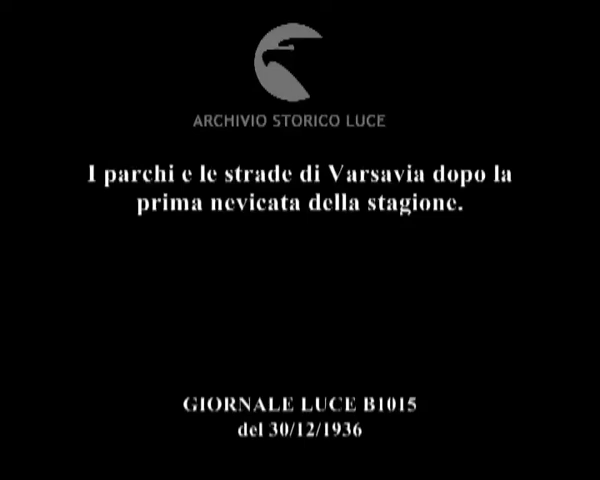 ARCHIVIO STORICO LUCE
I parchi e le strade di Varsavia dopo la
prima nevicata della stagione.
GIORNALE LUCE B1015
del 30/12/1936